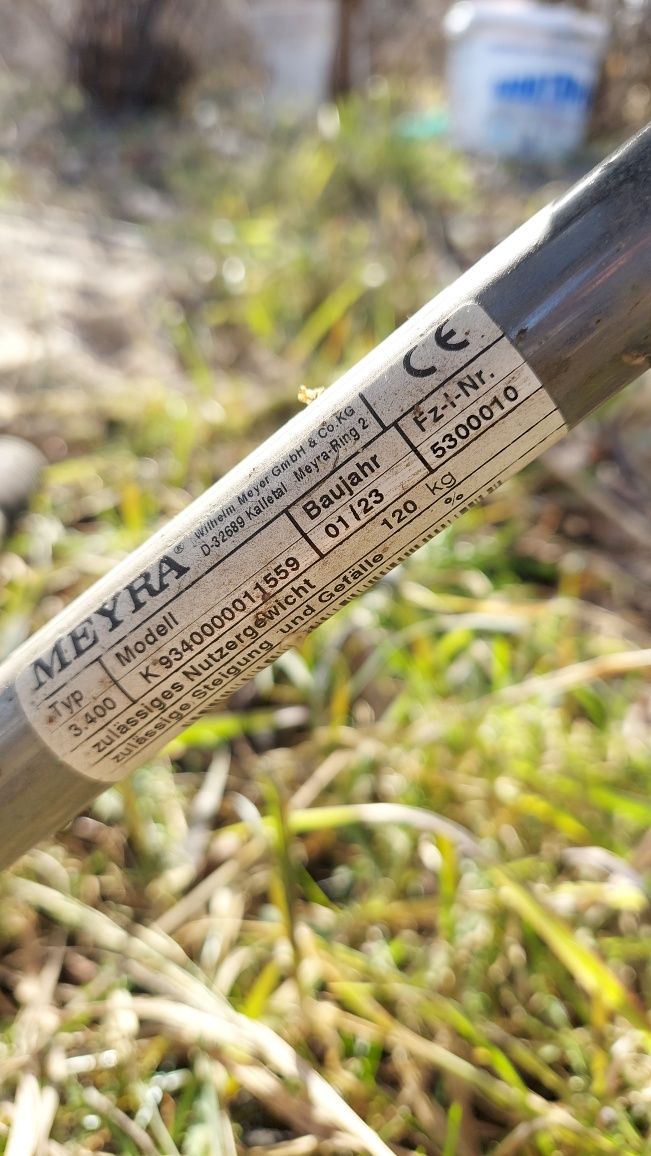 MEYRA®
Wilhelm Meyer GmbH & Co.KG
D-32689 Kalletal Meyra-Ring 2
CE
Typ
3.400
Modell
K 9340000011559
Baujahr
01/23
Fz-I-Nr.
5300010
zulässiges Nutzergewicht 120 kg
zulässige Steigung und Gefälle %